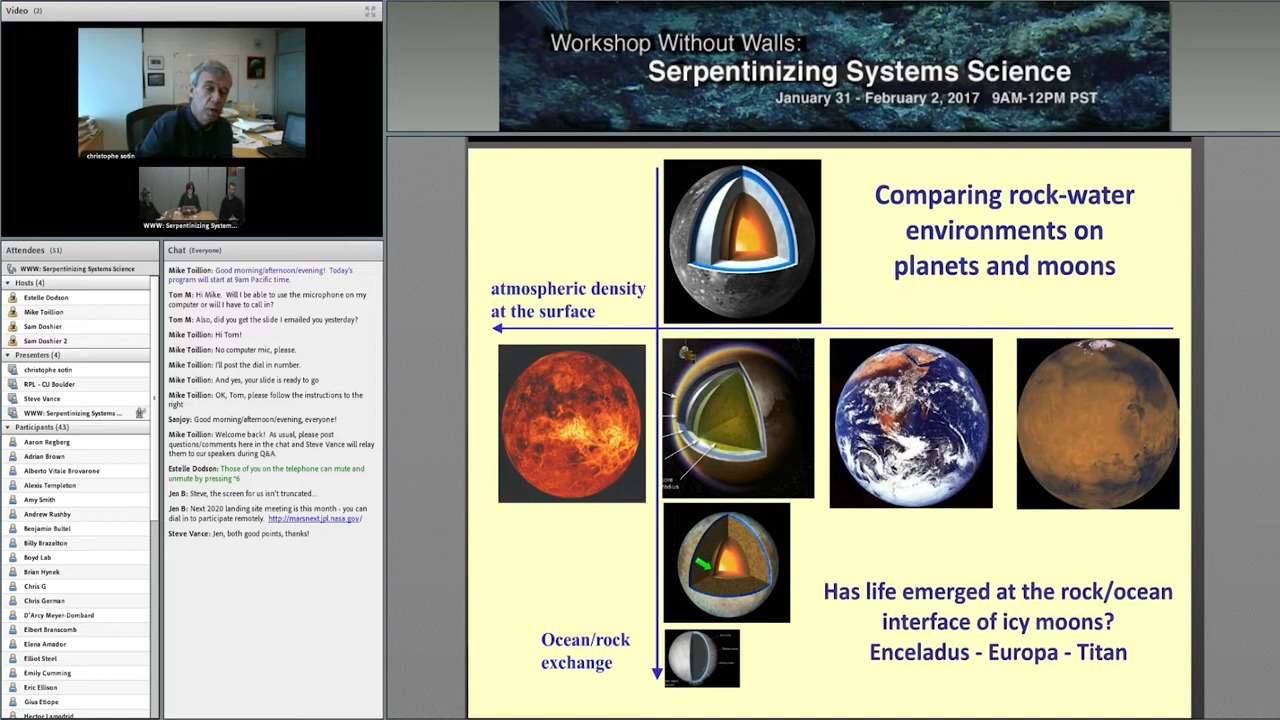 Video (2)
christophe sotin
WWW: Serpentinizing System...
Attendees (51)
WWW: Serpentinizing Systems Science
Hosts (4)
Estelle Dodson
Mike Toillion
Sam Doshier
Sam Doshier 2
Presenters (4)
christophe sotin
RPL - CU Boulder
Steve Vance
WWW: Serpentinizing Systems ...
Participants (43)
Aaron Regberg
Adrian Brown
Alberto Vitale Brovarone
Alexis Templeton
Amy Smith
Andrew Rushby
Benjamin Bultel
Billy Brazelton
Boyd Lab
Brian Hynek
Chris G
Chris German
D'Arcy Meyer-Dombard
Elbert Branscomb
Elena Amador
Elliot Steel
Emily Cumming
Eric Ellison
Gius Etiope
Hector Lamadrid
Chat (Everyone)
Mike Toillion: Good morning/afternoon/evening! Today's
program will start at 9am Pacific time.
Tom M: Hi Mike. Will I be able to use the microphone on my
computer or will I have to call in?
Tom M: Also, did you get the slide I emailed you yesterday?
Mike Toillion: Hi Tom!
Mike Toillion: No computer mic, please.
Mike Toillion: I'll post the dial in number.
Mike Toillion: And yes, your slide is ready to go
Mike Toillion: OK, Tom, please follow the instructions to the
right
Sanjoy: Good morning/afternoon/evening, everyone!
Mike Toillion: Welcome back! As usual, please post
questions/comments here in the chat and Steve Vance will relay
them to our speakers during Q&A.
Estelle Dodson: Those of you on the telephone can mute and
unmute by pressing *6
Jen B: Steve, the screen for us isn't truncated...
Jen B: Next 2020 landing site meeting is this month - you can
dial in to participate remotely. http://marsnext.jpl.nasa.gov/
Steve Vance: Jen, both good points, thanks!
Workshop Without Walls:
Serpentinizing Systems Science
January 31 - February 2, 2017 9AM-12PM PST
Comparing rock-water
environments on
planets and moons
atmospheric density
at the surface
Ocean/rock
exchange
Has life emerged at the rock/ocean
interface of icy moons?
Enceladus - Europa - Titan